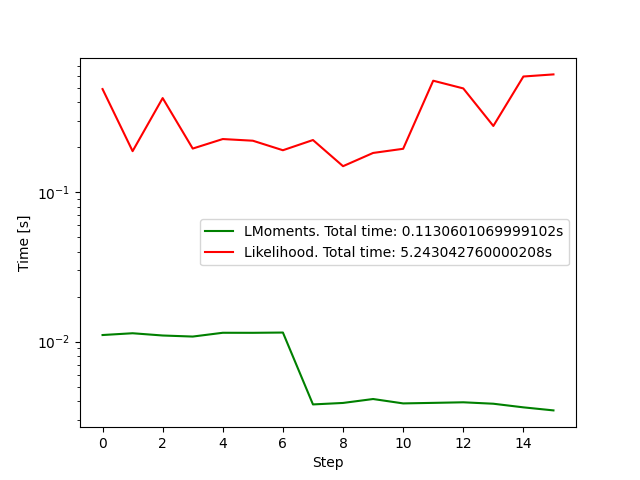 Time [s]
10⁻¹
10⁻²
LMoments. Total time: 0.1130601069999102s
Likelihood. Total time: 5.243042760000208s
0 2 4 6 8 10 12 14
Step